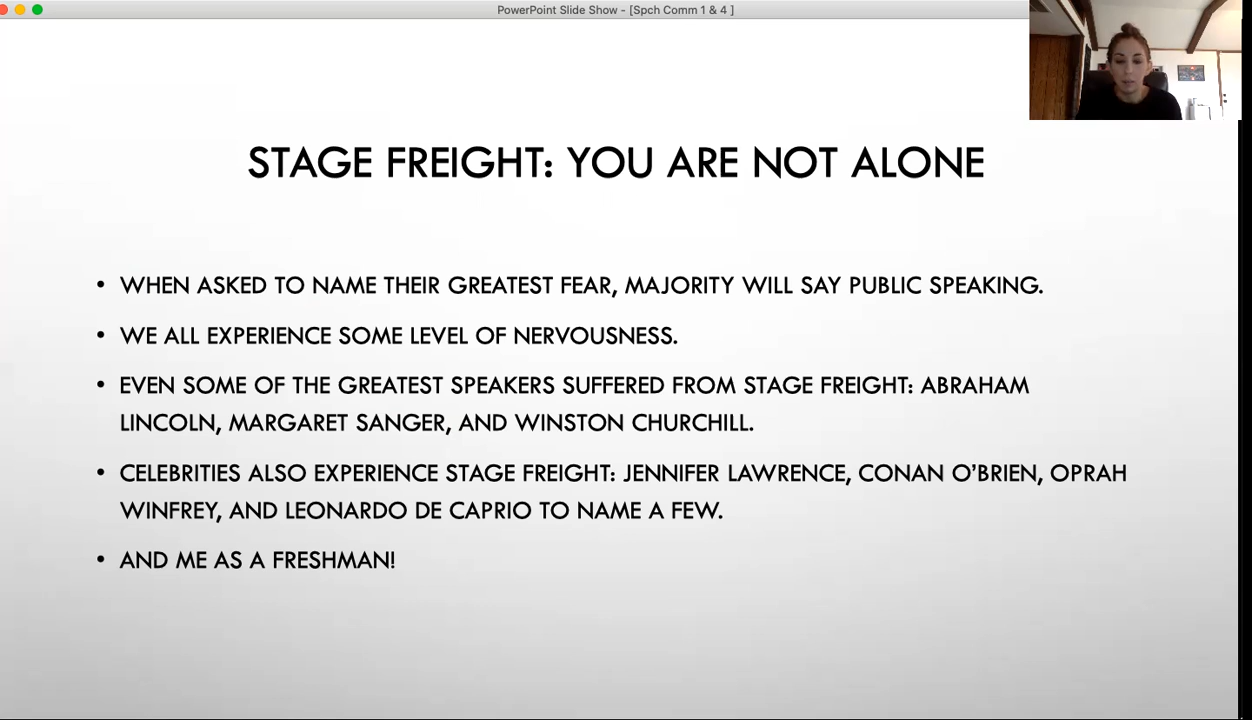 PowerPoint Slide Show - [Spch Comm 1 & 4 ]
STAGE FREIGHT: YOU ARE NOT ALONE
• WHEN ASKED TO NAME THEIR GREATEST FEAR, MAJORITY WILL SAY PUBLIC SPEAKING.
• WE ALL EXPERIENCE SOME LEVEL OF NERVOUSNESS.
• EVEN SOME OF THE GREATEST SPEAKERS SUFFERED FROM STAGE FREIGHT: ABRAHAM
LINCOLN, MARGARET SANGER, AND WINSTON CHURCHILL.
• CELEBRITIES ALSO EXPERIENCE STAGE FREIGHT: JENNIFER LAWRENCE, CONAN O’BRIEN, OPRAH
WINFREY, AND LEONARDO DE CAPRIO TO NAME A FEW.
• AND ME AS A FRESHMAN!